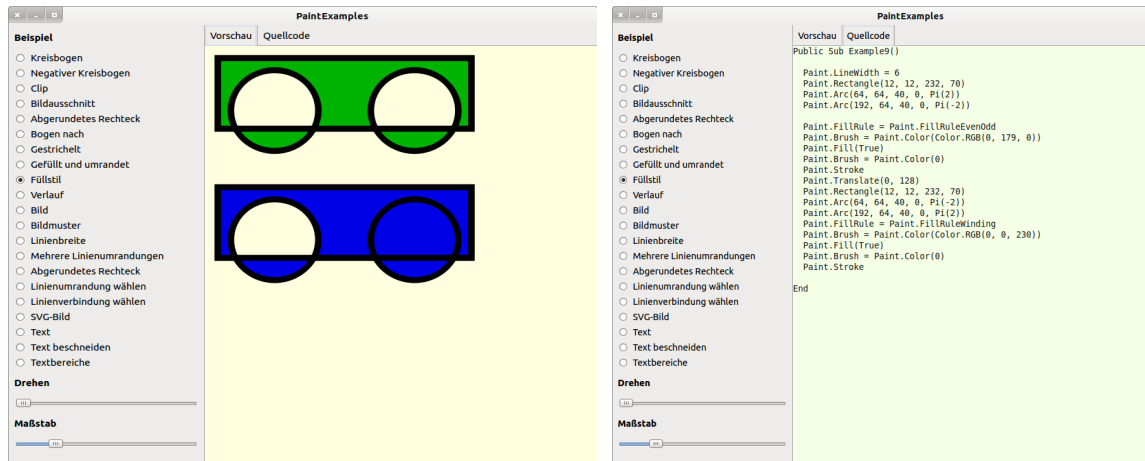 PaintExamples
Beispiel
Kreisbogen
Negativer Kreisbogen
Clip
Bildausschnitt
Abgerundetes Rechteck
Bogen nach
Gestrichelt
Gefüllt und umrandet
Füllstil
Verlauf
Bild
Bildmuster
Linienbreite
Mehrere Linienumrandungen
Abgerundetes Rechteck
Linienumrandung wählen
Linienverbindung wählen
SVG-Bild
Text
Text beschneiden
Textbereiche
Drehen
Maßstab
Vorschau Quellcode
PaintExamples
Beispiel
Kreisbogen
Negativer Kreisbogen
Clip
Bildausschnitt
Abgerundetes Rechteck
Bogen nach
Gestrichelt
Gefüllt und umrandet
Füllstil
Verlauf
Bild
Bildmuster
Linienbreite
Mehrere Linienumrandungen
Abgerundetes Rechteck
Linienumrandung wählen
Linienverbindung wählen
SVG-Bild
Text
Text beschneiden
Textbereiche
Drehen
Maßstab
Vorschau Quellcode
Public Sub Example9()
Paint.LineWidth = 6
Paint.Rectangle(12, 12, 232, 70)
Paint.Arc(64, 64, 40, 0, Pi(2))
Paint.Arc(192, 64, 40, 0, Pi(-2))
Paint.FillRule = Paint.FillRuleEvenOdd
Paint.Brush = Paint.Color(Color.RGB(0, 179, 0))
Paint.Fill(True)
Paint.Brush = Paint.Color(0)
Paint.Stroke
Paint.Translate(0, 128)
Paint.Rectangle(12, 12, 232, 70)
Paint.Arc(64, 64, 40, 0, Pi(-2))
Paint.Arc(192, 64, 40, 0, Pi(2))
Paint.FillRule = Paint.FillRuleWinding
Paint.Brush = Paint.Color(Color.RGB(0, 0, 230))
Paint.Fill(True)
Paint.Brush = Paint.Color(0)
Paint.Stroke
End